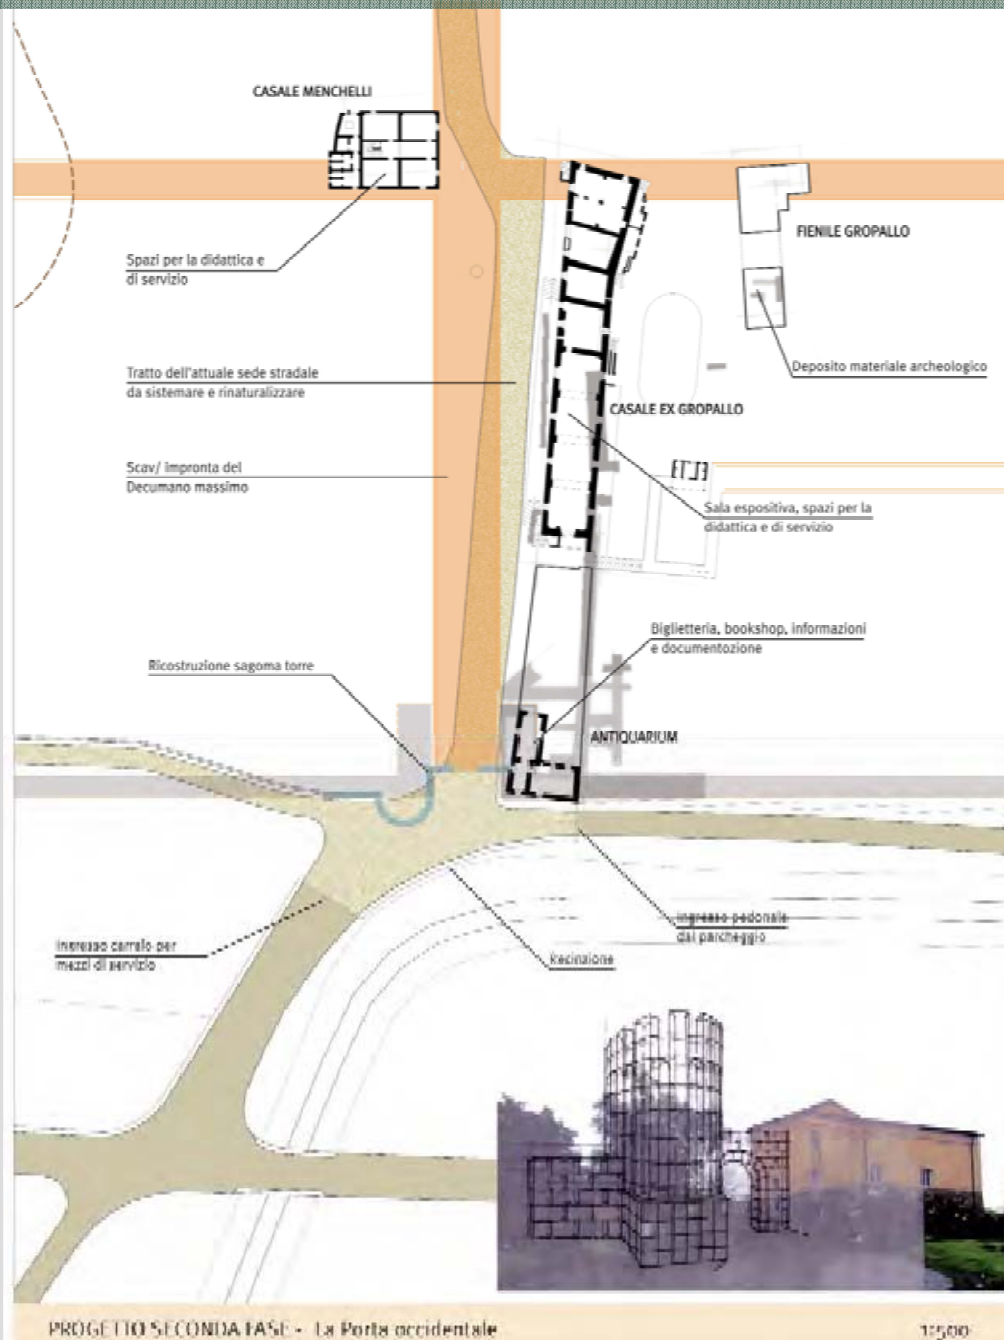 CASALE MENCHELLI
FIENILE GROPALLO
Spazi per la didattica e
di servizio
Deposito materiale archeologico
Tratto dell'attuale sede stradale
da sistemare e rinaturalizzare
CASALE EX GROPALLO
Scav/ impronta del
Decumano massimo
Sala espositiva, spazi per la
didattica e di servizio
Biglietteria, bookshop, informazioni
e documentozione
Ricostruzione sagoma torre
ANTIQUARIUM
Ingresso pedonale
dal parcheggio
Ingresso carraio per
mezzi di servizio
Recinzione
PROGETTO SECONDA FASE - La Porta occidentale
1:500